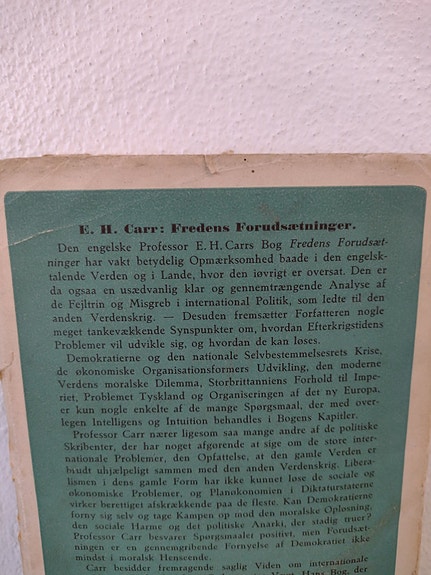 E. H. Carr: Fredens Forudsætninger.
Den engelske Professor E. H. Carrs Bog Fredens Forudsæt-
ninger har vakt betydelig Opmærksomhed baade i den engelsk-
talende Verden og i Lande, hvor den iøvrigt er oversat. Den er
da ogsaa en usædvanlig klar og gennemtrængende Analyse af
de Fejltrin og Misgreb i international Politik, som ledte til den
anden Verdenskrig. — Desuden fremsætter Forfatteren nogle
meget tankevækkende Synspunkter om, hvordan Efterkrigstidens
Problemer vil udvikle sig, og hvordan de kan løses.
Demokratierne og den nationale Selvbestemmelsesrets Krise,
de økonomiske Organisationsformers Udvikling, den moderne
Verdens moralske Dilemma, Storbritanniens Forhold til Impe-
riet, Problemet Tyskland og Organiseringen af det ny Europa,
er kun nogle enkelte af de mange Spørgsmaal, der med over-
legen Intelligens og Intuition behandles i Bogens Kapitler.
Professor Carr nærer ligesom saa mange andre af de politiske
Skribenter, der har noget afgørende at sige om de store inter-
nationale Problemer, den Opfattelse, at den gamle Verden er
brudt uhjælpeligt sammen med den anden Verdenskrig. Libera-
lismen i dens gamle Form har ikke kunnet løse de sociale og
økonomiske Problemer, og Planøkonomien i Diktaturstaterne
virker berettiget afskrækkende paa de fleste. Kan Demokratierne
forny sig selv og tage Kampen op mod den moralske Opløsning,
den sociale Harme og det politiske Anarki, der stadig truer?
Professor Carr besvarer Spørgsmaalet positivt, men Forudsæt-
ningen er en gennemgribende Fornyelse af Demokratiet ikke
mindst i moralsk Henseende.
Carr besidder fremragende saglig Viden om internationale
Bog, der